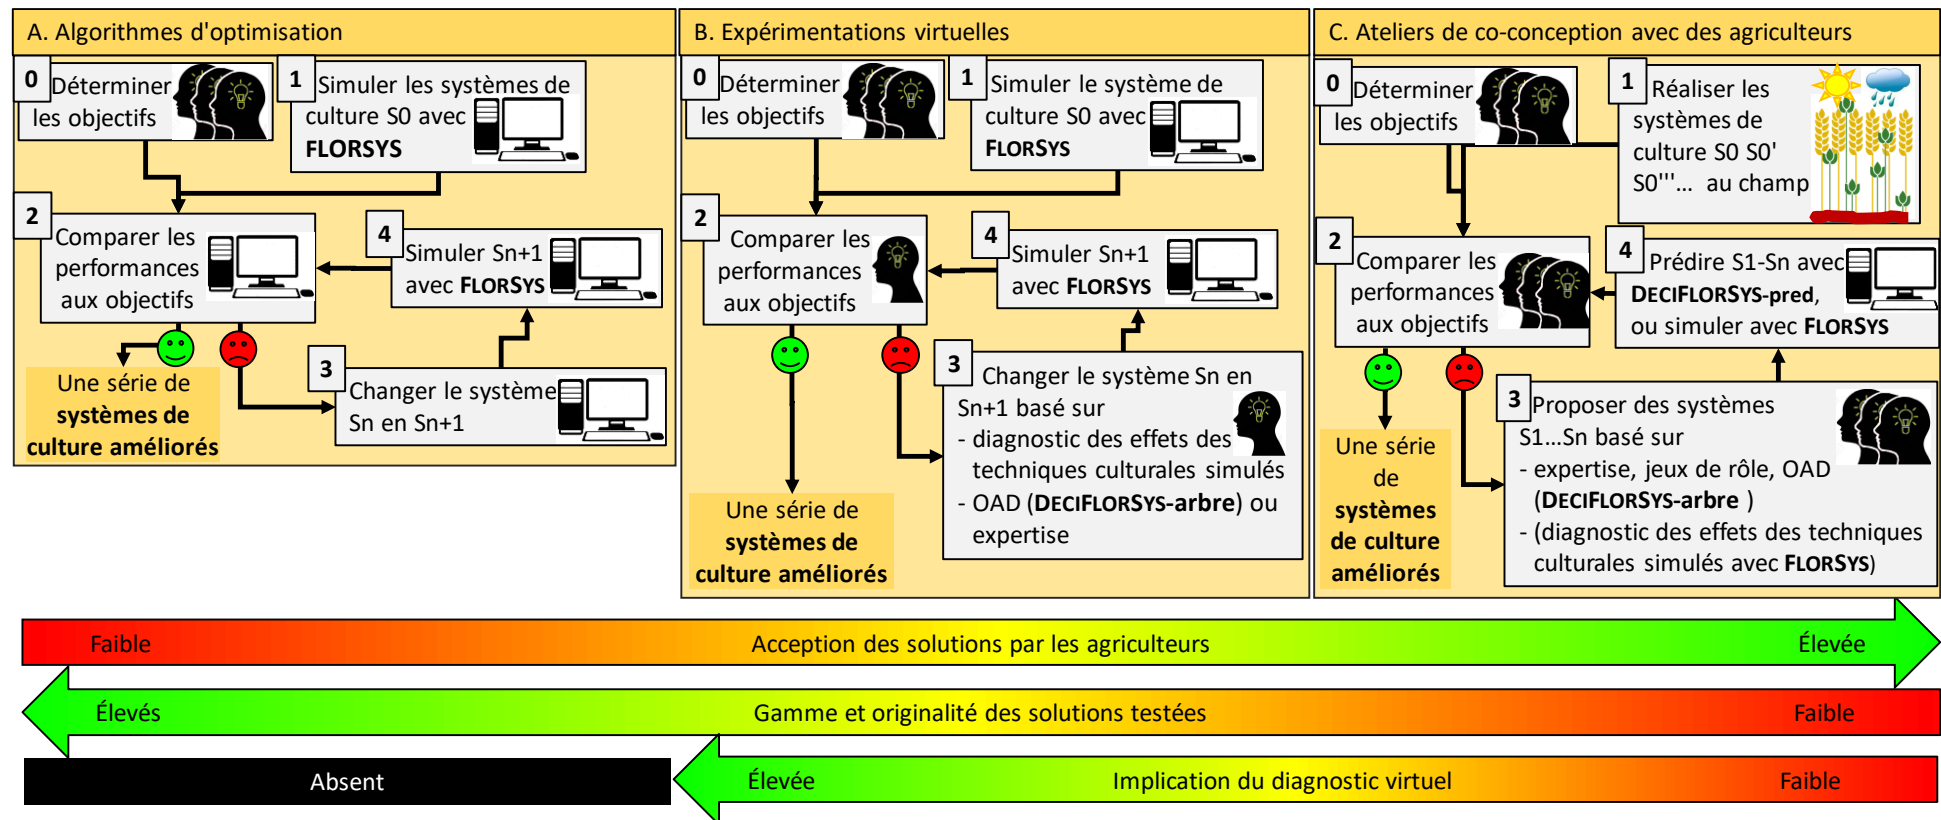 A. Algorithmes d'optimisation
0
Déterminer
les objectifs
1
Simuler les systèmes de
culture S0 avec
FLORSYS
2
Comparer les
performances
aux objectifs
4
Simuler Sn+1
avec FLORSYS
3
Changer le système
Sn en Sn+1
Une série de
systèmes de
culture améliorés
B. Expérimentations virtuelles
0
Déterminer
les objectifs
1
Simuler le système de
culture S0 avec
FLORSYS
2
Comparer les
performances
aux objectifs
4
Simuler Sn+1
avec FLORSYS
3
Changer le système Sn en
Sn+1 basé sur
- diagnostic des effets des
techniques culturales simulés
- OAD (DECIFLORSYS-arbre) ou
expertise
Une série de
systèmes de
culture améliorés
C. Ateliers de co-conception avec des agriculteurs
0
Déterminer
les objectifs
1
Réaliser les
systèmes de
culture S0 S0'
S0'''... au champ
2
Comparer les
performances
aux objectifs
4
Prédire S1-Sn avec
DECIFLORSYS-pred,
ou simuler avec FLORSYS
3
Proposer des systèmes
S1...Sn basé sur
- expertise, jeux de rôle, OAD
(DECIFLORSYS-arbre )
- (diagnostic des effets des techniques
culturales simulés avec FLORSYS)
Une série
de
systèmes
de culture
améliorés
Faible Acception des solutions par les agriculteurs Élevée
Élevés Gamme et originalité des solutions testées Faible
Absent Élevée Implication du diagnostic virtuel Faible